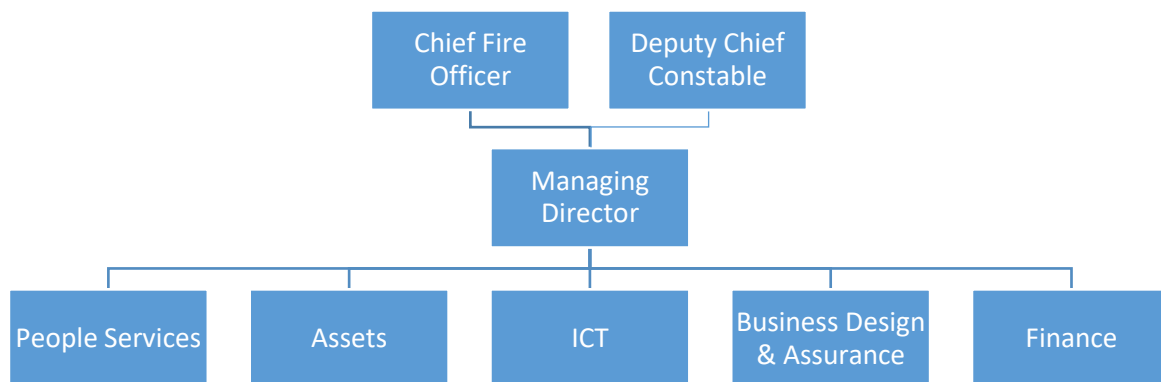 Chief Fire
Officer
Deputy Chief
Constable
Managing
Director
People Services
Assets
ICT
Business Design
& Assurance
Finance